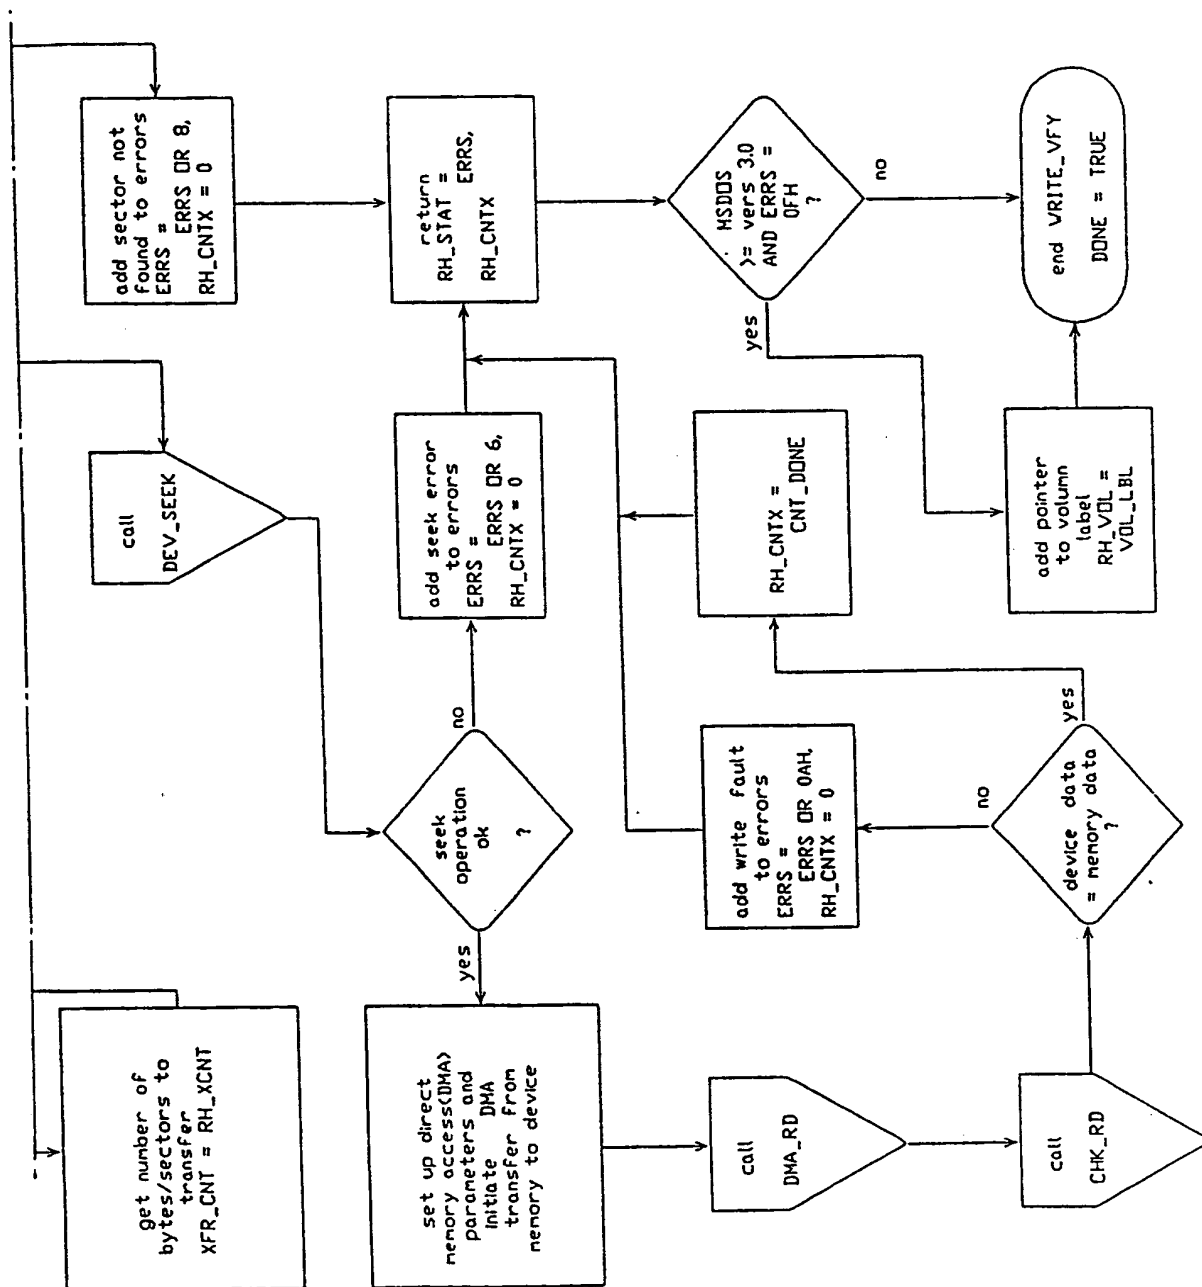 get number of
bytes/sectors to
transfer
XFR_CNT = RH_XCNT
call
DEV_SEEK
add sector not
found to errors
ERRS =
ERRS OR 8,
RH_CNTX = 0
seek
operation
ok
?
yes
no
add seek error
to errors
ERRS =
ERRS OR 6,
RH_CNTX = 0
return
RH_STAT =
ERRS,
RH_CNTX
set up direct
memory access(DMA)
parameters and
initiate DMA
transfer from
memory to device
call
DMA_RD
add write fault
to errors
ERRS =
ERRS OR 0AH,
RH_CNTX = 0
RH_CNTX =
CNT_DONE
MSDOS
>= vers 3.0
AND ERRS =
0FH
?
yes
no
call
CHK_RD
device data
= memory data
?
no
yes
add pointer
to volumn
label
RH_VOL =
VOL_LBL
end WRITE_VFY
DONE = TRUE